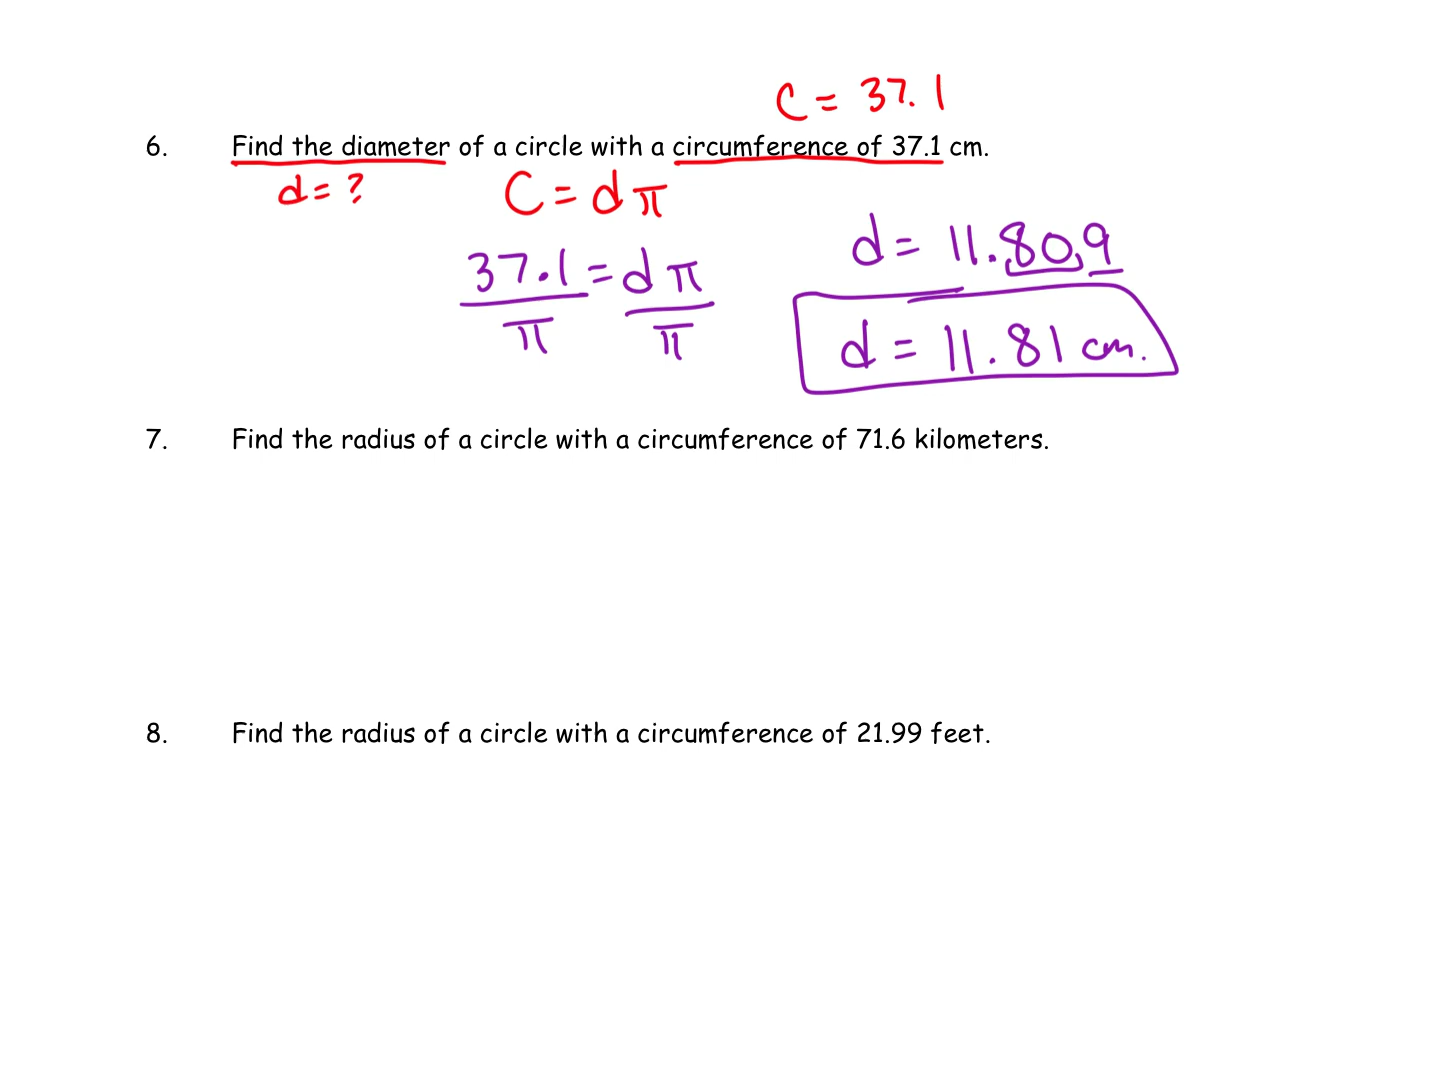 C = 37.1
6. Find the diameter of a circle with a circumference of 37.1 cm.
d = ? C = dπ
37.1 = dπ
π π
d = 11.809
d = 11.81 cm.
7. Find the radius of a circle with a circumference of 71.6 kilometers.
8. Find the radius of a circle with a circumference of 21.99 feet.